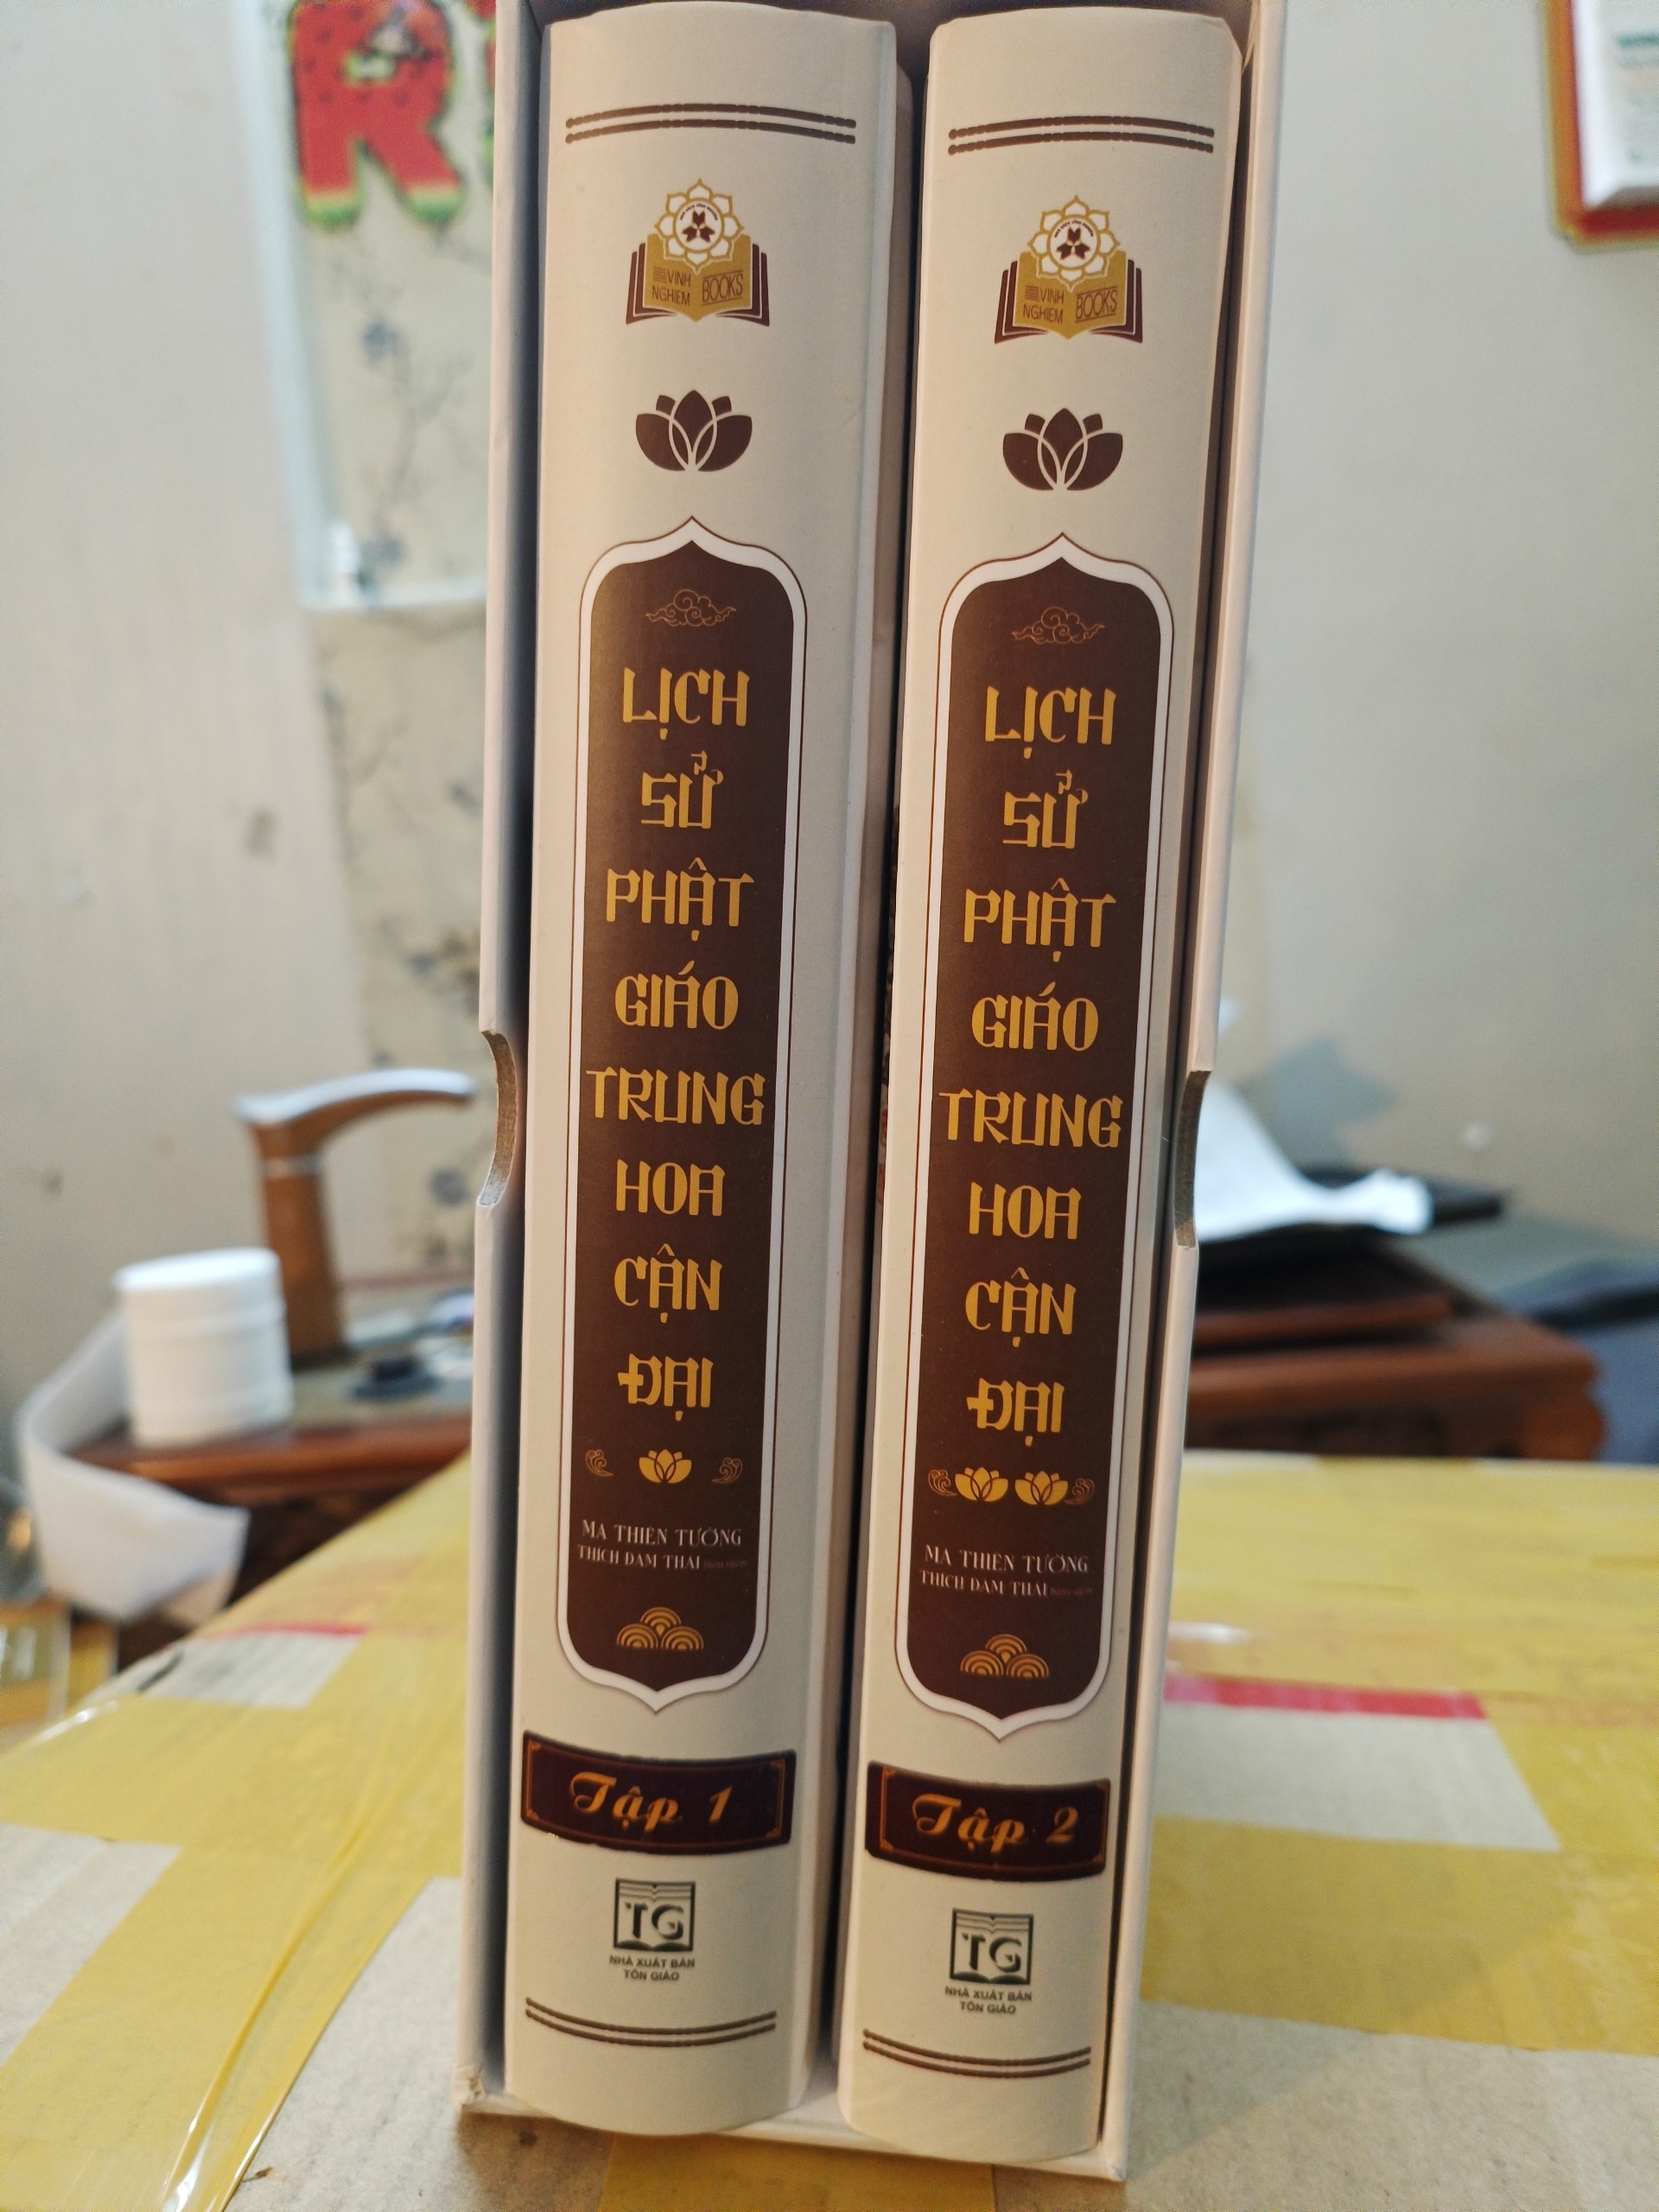 VINH
NGHIEM
BOOKS
LỊCH
SỬ
PHẬT
GIÁO
TRUNG
HOA
CẬN
ĐẠI
MA THIÊN TƯỜNG
THÍCH ĐÀM THÁI
Tập 1
TG
NHÀ XUẤT BẢN
TÔN GIÁO
VINH
NGHIEM
BOOKS
LỊCH
SỬ
PHẬT
GIÁO
TRUNG
HOA
CẬN
ĐẠI
MA THIÊN TƯỜNG
THÍCH ĐÀM THÁI
Tập 2
TG
NHÀ XUẤT BẢN
TÔN GIÁO
R